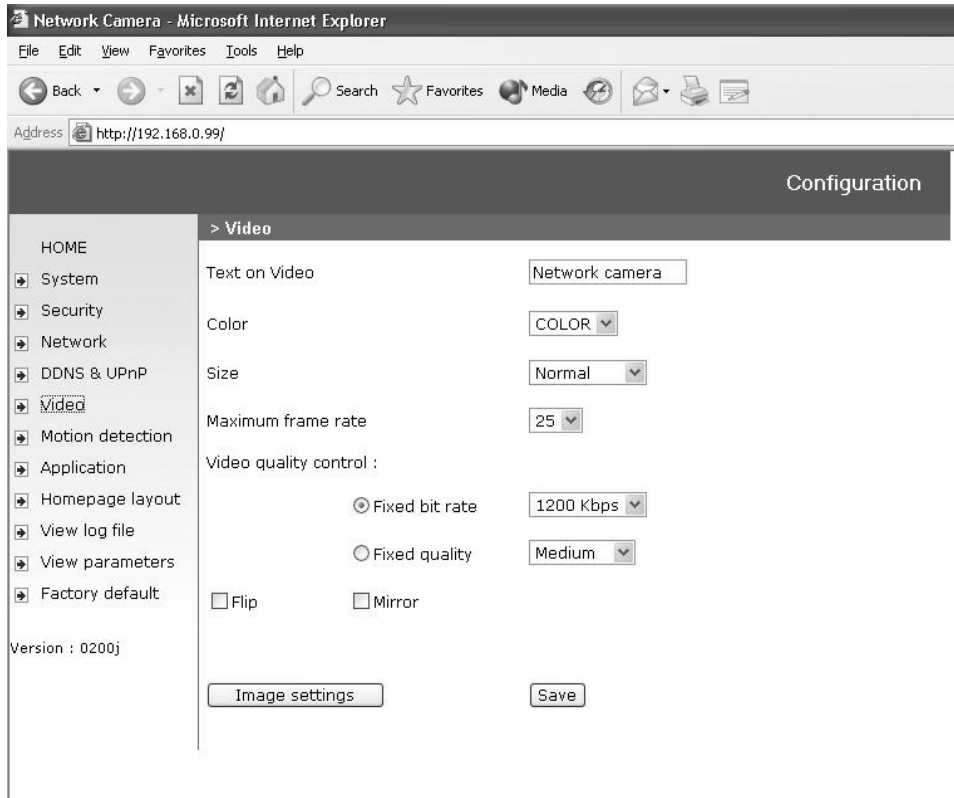 Network Camera - Microsoft Internet Explorer
File Edit View Favorites Tools Help
Back Search Favorites Media
Address http://192.168.0.99/
Configuration
> Video
HOME
System
Security
Network
DDNS & UPnP
Video
Motion detection
Application
Homepage layout
View log file
View parameters
Factory default
Version : 0200j
Text on Video Network camera
Color COLOR
Size Normal
Maximum frame rate 25
Video quality control :
Fixed bit rate 1200 Kbps
Fixed quality Medium
Flip Mirror
Image settings Save